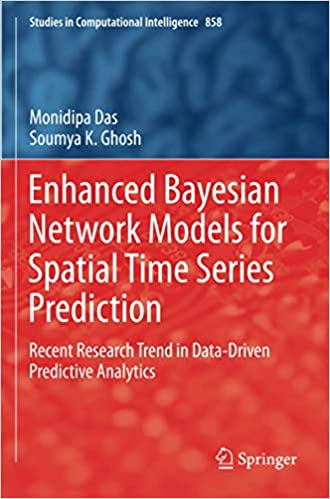 Studies in Computational Intelligence 858
Monidipa Das
Soumya K. Ghosh
Enhanced Bayesian
Network Models for
Spatial Time Series
Prediction
Recent Research Trend in Data-Driven
Predictive Analytics
Springer